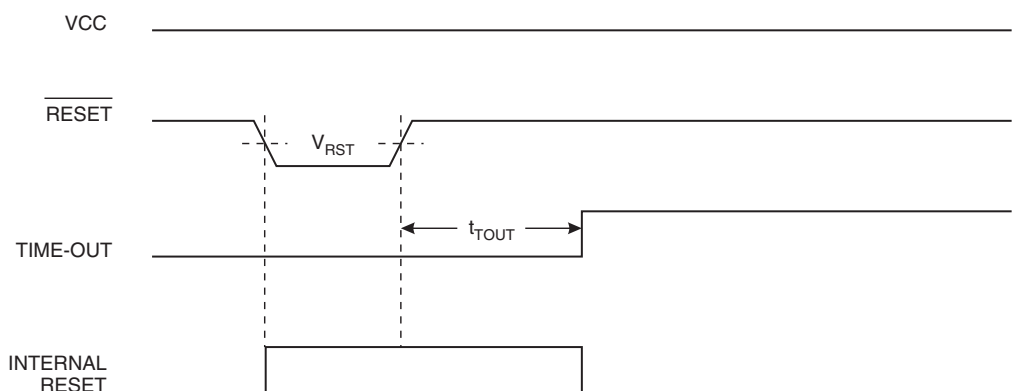 VCC
RESET
V_RST
t_TOUT
TIME-OUT
INTERNAL
RESET